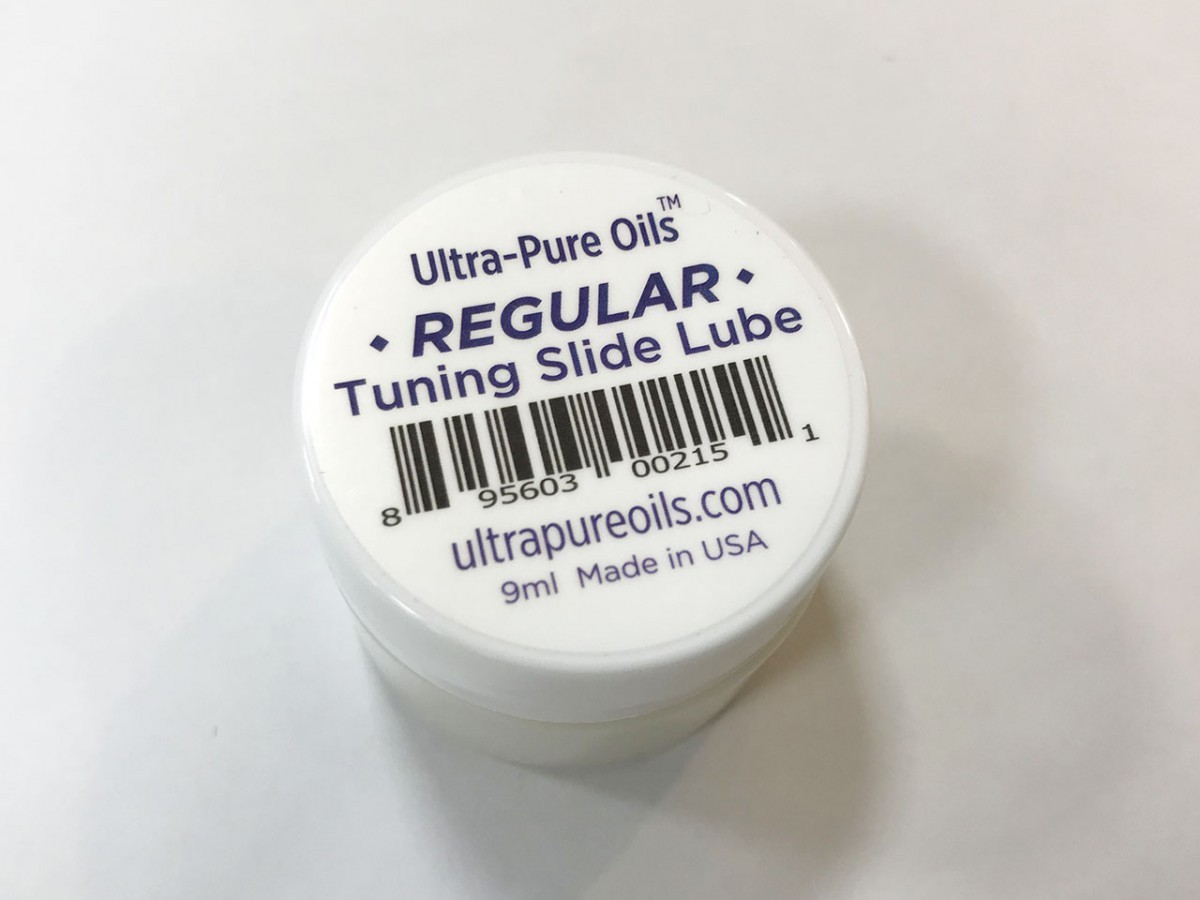 Ultra-Pure Oils™
◆ REGULAR ◆
Tuning Slide Lube
8 95603 00215 1
ultrapureoils.com
9ml Made in USA